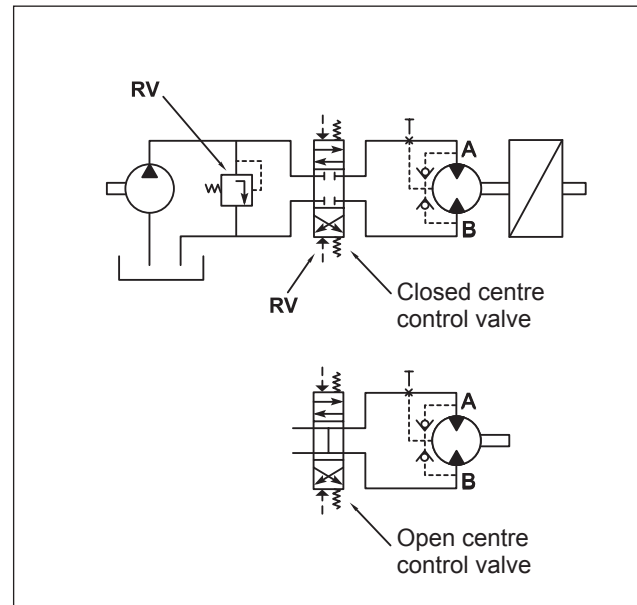 RV
A
B
RV
Closed centre
control valve
A
B
Open centre
control valve